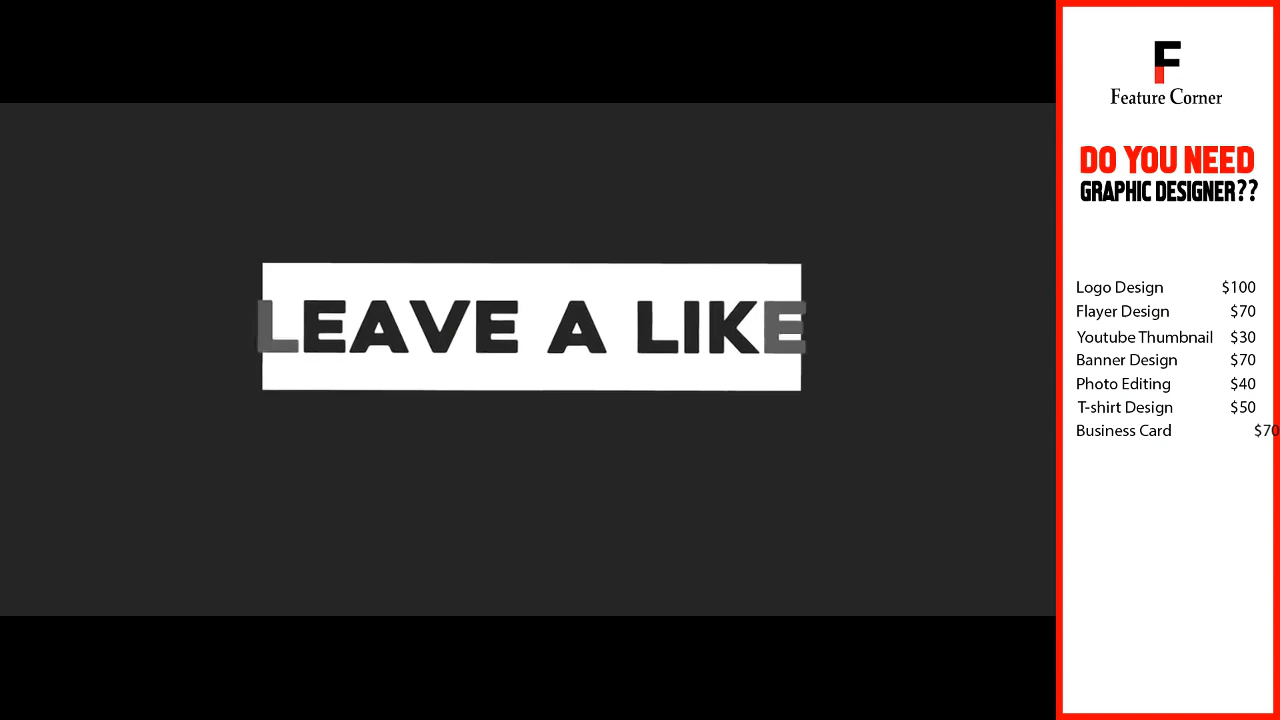 LEAVE A LIKE
F
Feature Corner
DO YOU NEED
GRAPHIC DESIGNER??
Logo Design $100
Flayer Design $70
Youtube Thumbnail $30
Banner Design $70
Photo Editing $40
T-shirt Design $50
Business Card $70